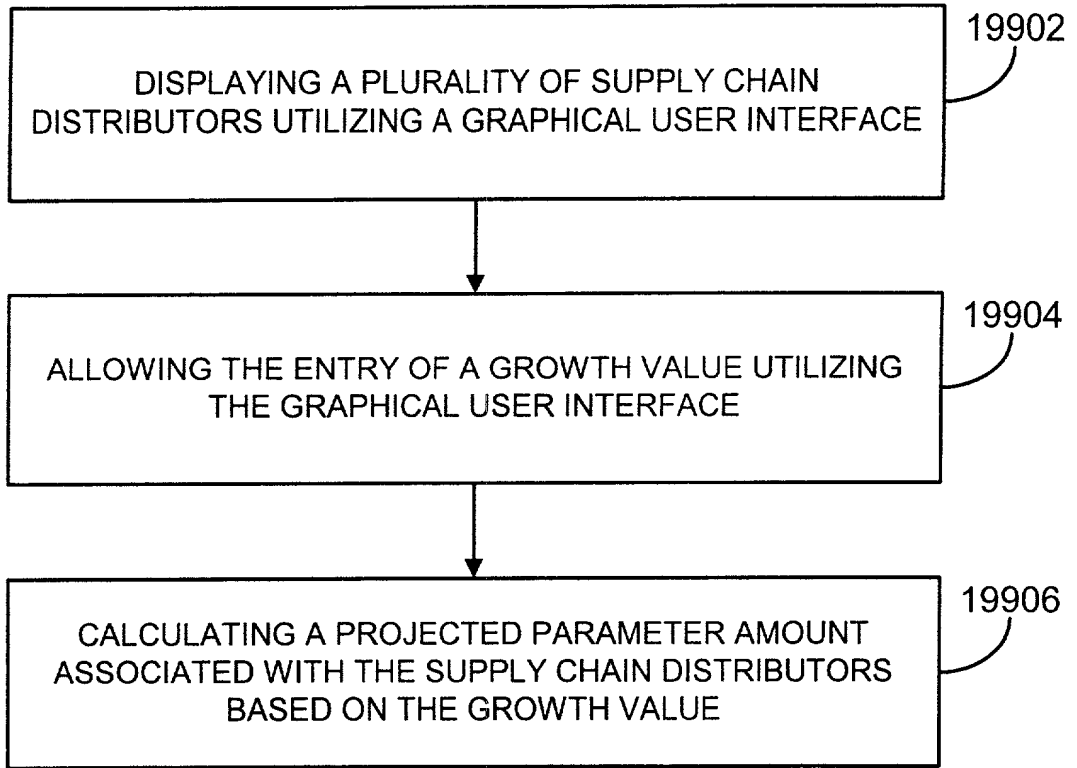 19902
DISPLAYING A PLURALITY OF SUPPLY CHAIN
DISTRIBUTORS UTILIZING A GRAPHICAL USER INTERFACE
19904
ALLOWING THE ENTRY OF A GROWTH VALUE UTILIZING
THE GRAPHICAL USER INTERFACE
19906
CALCULATING A PROJECTED PARAMETER AMOUNT
ASSOCIATED WITH THE SUPPLY CHAIN DISTRIBUTORS
BASED ON THE GROWTH VALUE